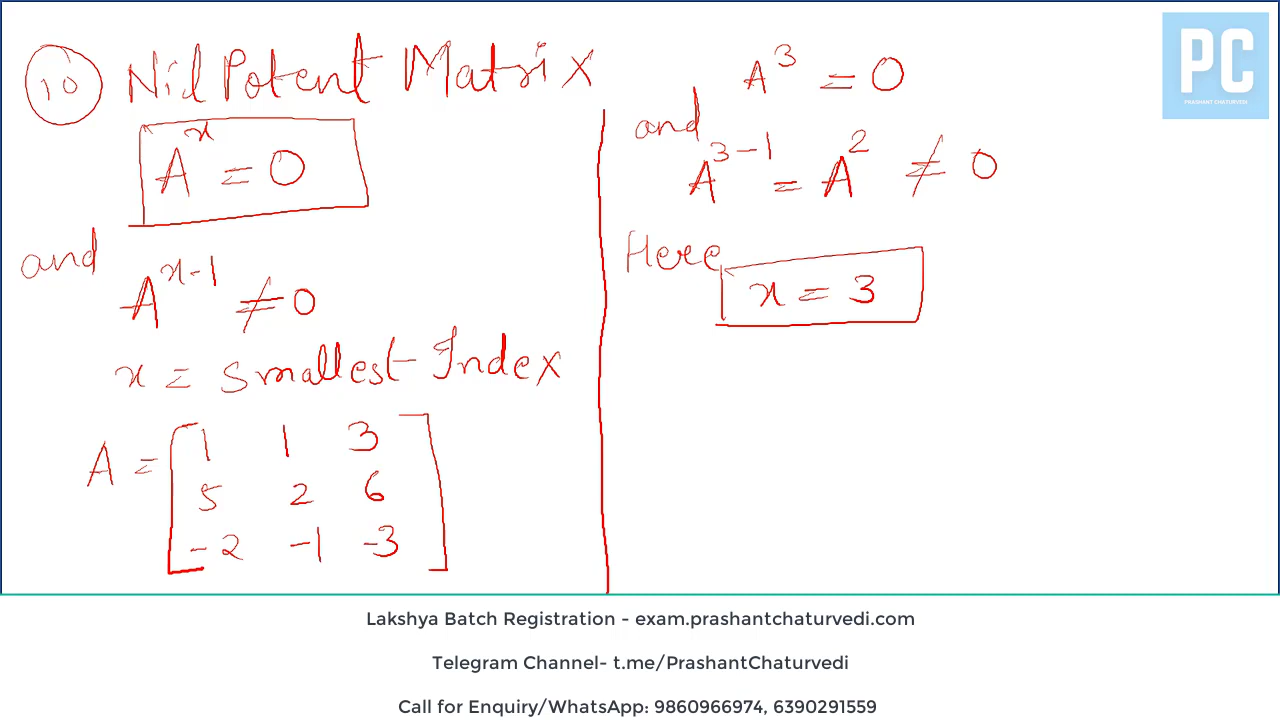 10 Nil Potent Matrix
A^x = 0
and
A^(x-1) ≠ 0
x = Smallest Index
A = [1 1 3
5 2 6
-2 -1 -3]
A^3 = 0
and
A^(3-1) = A^2 ≠ 0
Here
x = 3
PC
PRASHANT CHATURVEDI
Lakshya Batch Registration - exam.prashantchaturvedi.com
Telegram Channel- t.me/PrashantChaturvedi
Call for Enquiry/WhatsApp: 9860966974, 6390291559